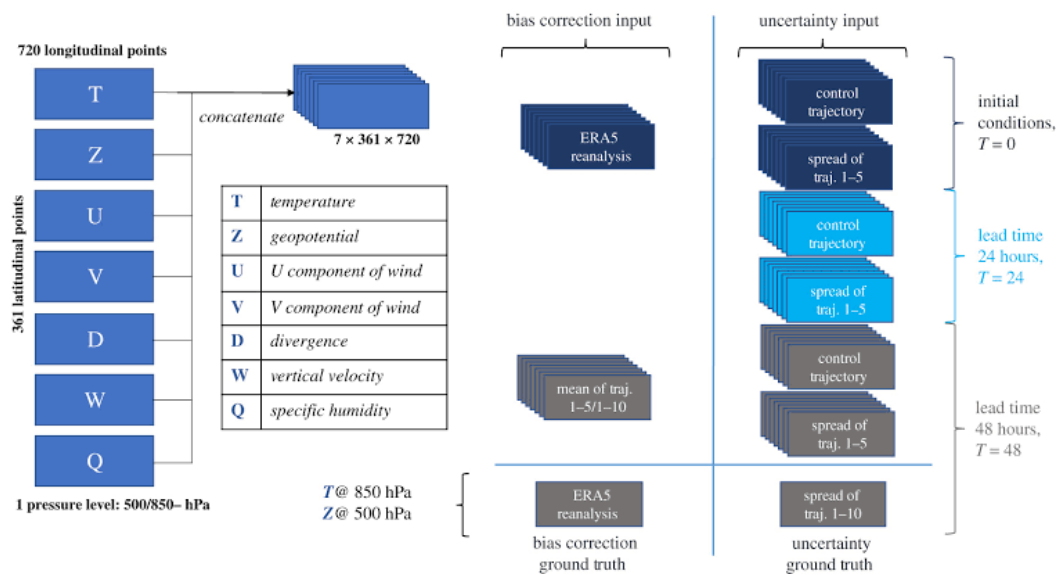 720 longitudinal points
361 latitudinal points
T
Z
U
V
D
W
Q
1 pressure level: 500/850– hPa
concatenate
7 × 361 × 720
T temperature
Z geopotential
U U component of wind
V V component of wind
D divergence
W vertical velocity
Q specific humidity
T@ 850 hPa
Z@ 500 hPa
bias correction input
ERA5
reanalysis
mean of traj.
1–5/1–10
ERA5
reanalysis
bias correction
ground truth
uncertainty input
control
trajectory
spread of
traj. 1–5
control
trajectory
spread of
traj. 1–5
control
trajectory
spread of
traj. 1–5
spread of
traj. 1–10
uncertainty
ground truth
initial
conditions,
T = 0
lead time
24 hours,
T = 24
lead time
48 hours,
T = 48